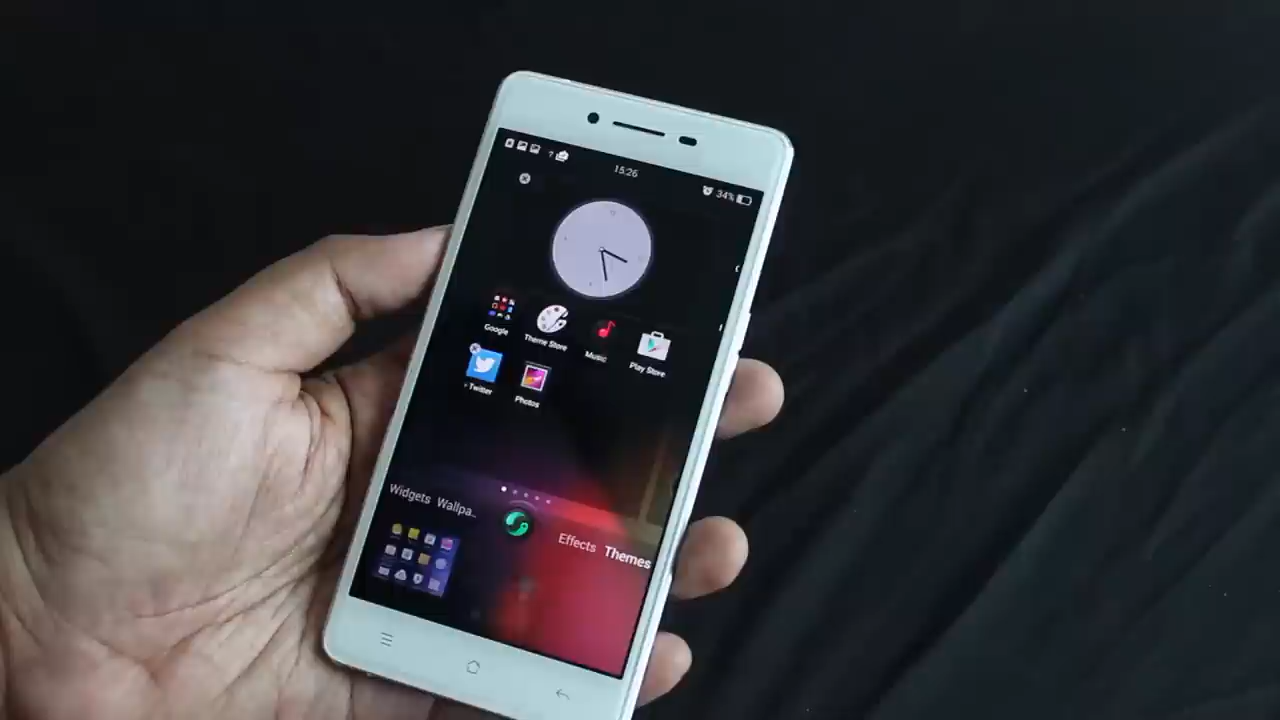 15:26
34%
Google
Theme Store
Music
Play Store
Twitter
Photos
Widgets Wallpa..
Effects Themes